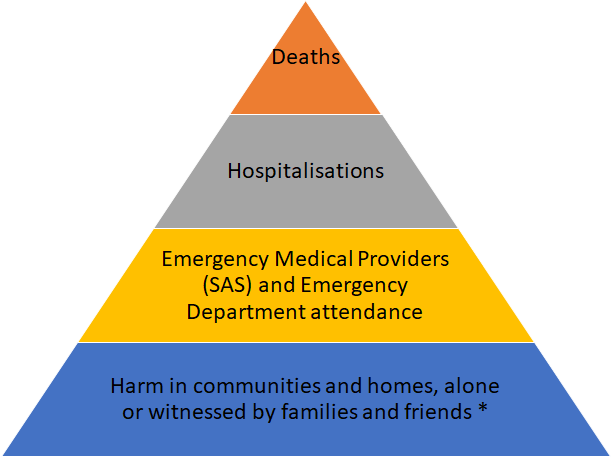 Deaths
Hospitalisations
Emergency Medical Providers
(SAS) and Emergency
Department attendance
Harm in communities and homes, alone
or witnessed by families and friends *